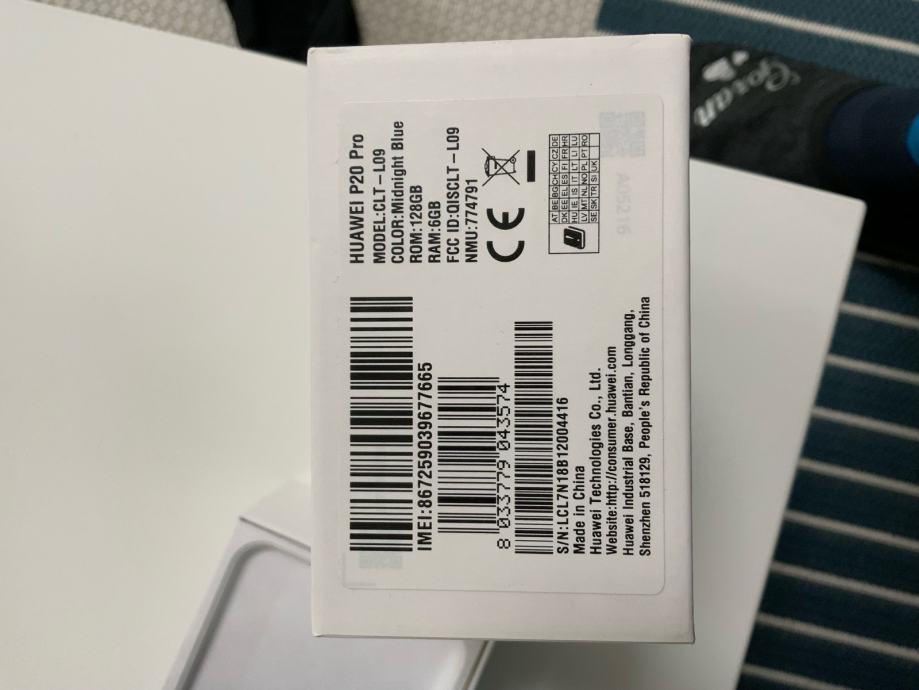 HUAWEI P20 Pro
MODEL:CLT-L09
COLOR:Midnight Blue
ROM:128GB
RAM:6GB
FCC ID:QISCLT-L09
NMU:774791
CE
AT BE BG CH CY CZ DE
DK EE EL ES FI FR HR
HU IE IS IT LT LI LU
LV MT NL NO PL PT RO
SE SK TR SI UK
A05216
IMEI:867259039677665
8 033779 043574
S/N:LCL7N18B12004416
Made in China
Huawei Technologies Co., Ltd.
Website:http://consumer.huawei.com
Huawei Industrial Base, Bantian, Longgang,
Shenzhen 518129, People's Republic of China
Goran